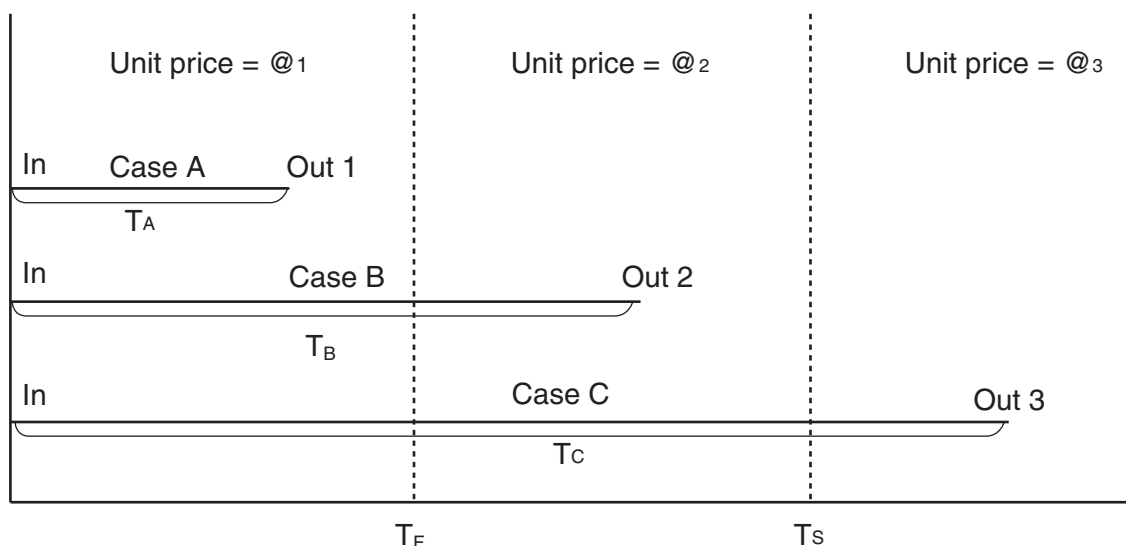 Unit price = @1
Unit price = @2
Unit price = @3
In
Case A
Out 1
TA
In
Case B
Out 2
TB
In
Case C
Out 3
TC
TS